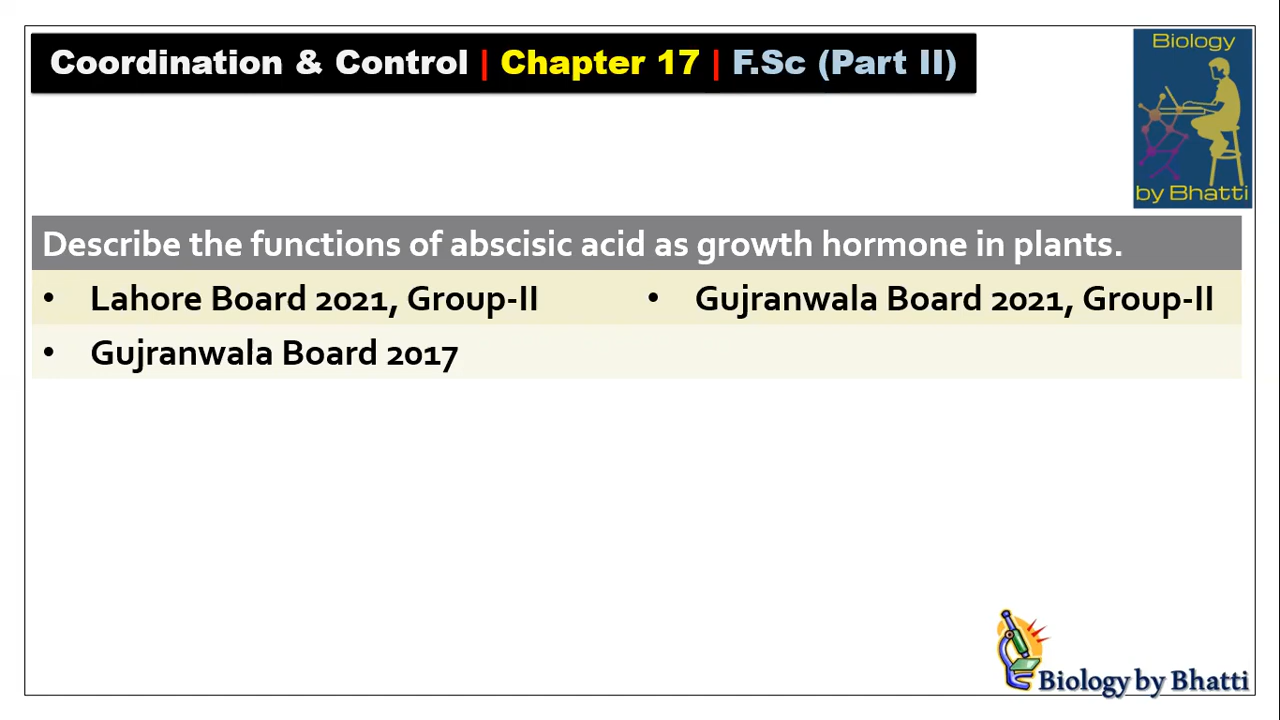 Coordination & Control | Chapter 17 | F.Sc (Part II)
Biology
by Bhatti
Describe the functions of abscisic acid as growth hormone in plants.
• Lahore Board 2021, Group-II • Gujranwala Board 2021, Group-II
• Gujranwala Board 2017
Biology by Bhatti